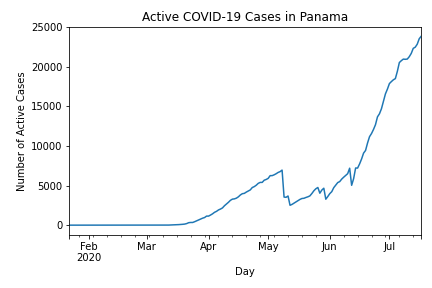 Active COVID-19 Cases in Panama
25000
20000
15000
10000
5000
0
Number of Active Cases
Feb Mar Apr May Jun Jul
2020
Day